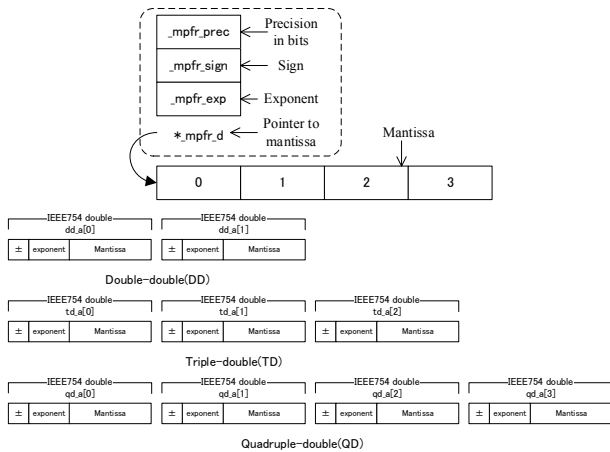 _mpfr_prec
Precision
in bits
_mpfr_sign
Sign
_mpfr_exp
Exponent
*_mpfr_d
Pointer to
mantissa
Mantissa
0 1 2 3
IEEE754 double IEEE754 double
dd_a[0] dd_a[1]
± exponent Mantissa ± exponent Mantissa
Double-double(DD)
IEEE754 double IEEE754 double IEEE754 double
td_a[0] td_a[1] td_a[2]
± exponent Mantissa ± exponent Mantissa ± exponent Mantissa
Triple-double(TD)
IEEE754 double IEEE754 double IEEE754 double IEEE754 double
qd_a[0] qd_a[1] qd_a[2] qd_a[3]
± exponent Mantissa ± exponent Mantissa ± exponent Mantissa ± exponent Mantissa
Quadruple-double(QD)